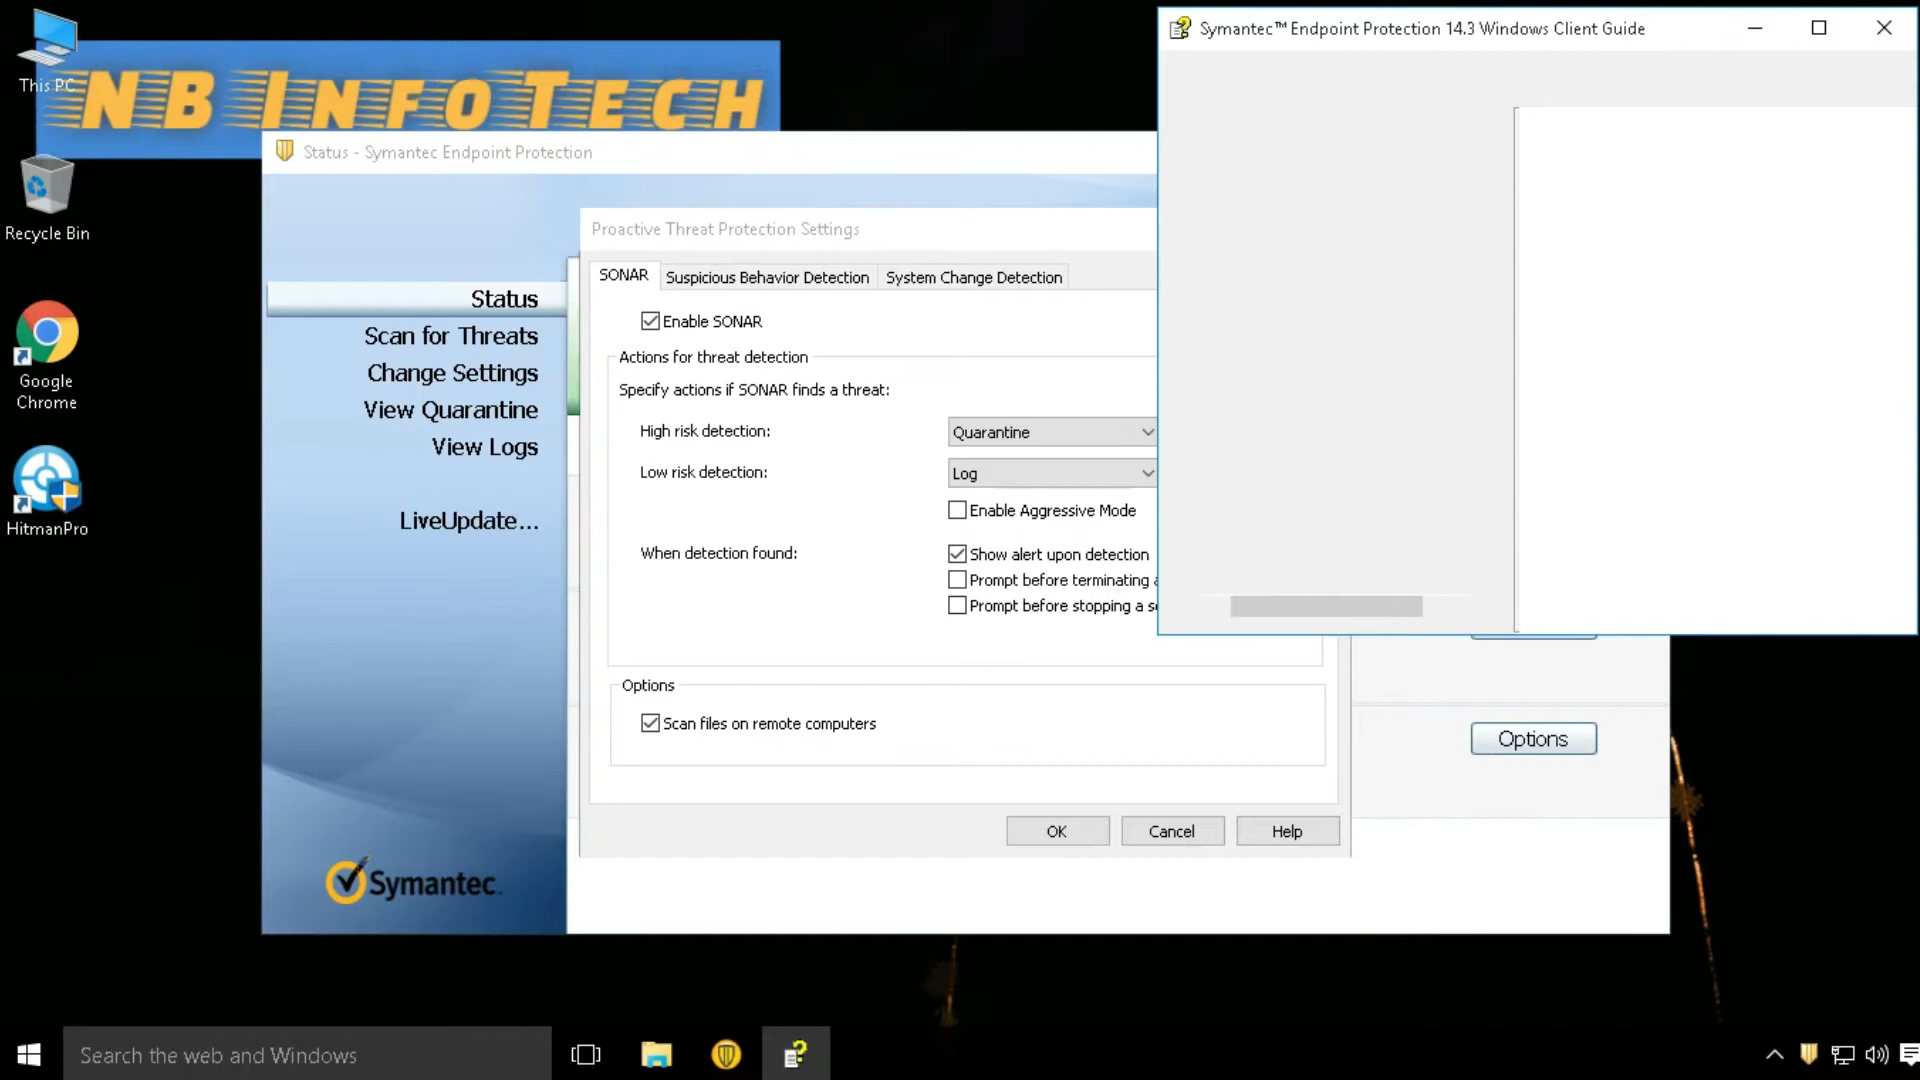 This PC
NB InfoTech
Recycle Bin
Google
Chrome
HitmanPro
Symantec™ Endpoint Protection 14.3 Windows Client Guide
Status - Symantec Endpoint Protection
Status
Scan for Threats
Change Settings
View Quarantine
View Logs
LiveUpdate...
Symantec.
Proactive Threat Protection Settings
SONAR
Suspicious Behavior Detection
System Change Detection
Enable SONAR
Actions for threat detection
Specify actions if SONAR finds a threat:
High risk detection:
Quarantine
Low risk detection:
Log
Enable Aggressive Mode
When detection found:
Show alert upon detection
Prompt before terminating
Prompt before stopping a
Options
Scan files on remote computers
OK
Cancel
Help
Options
Search the web and Windows